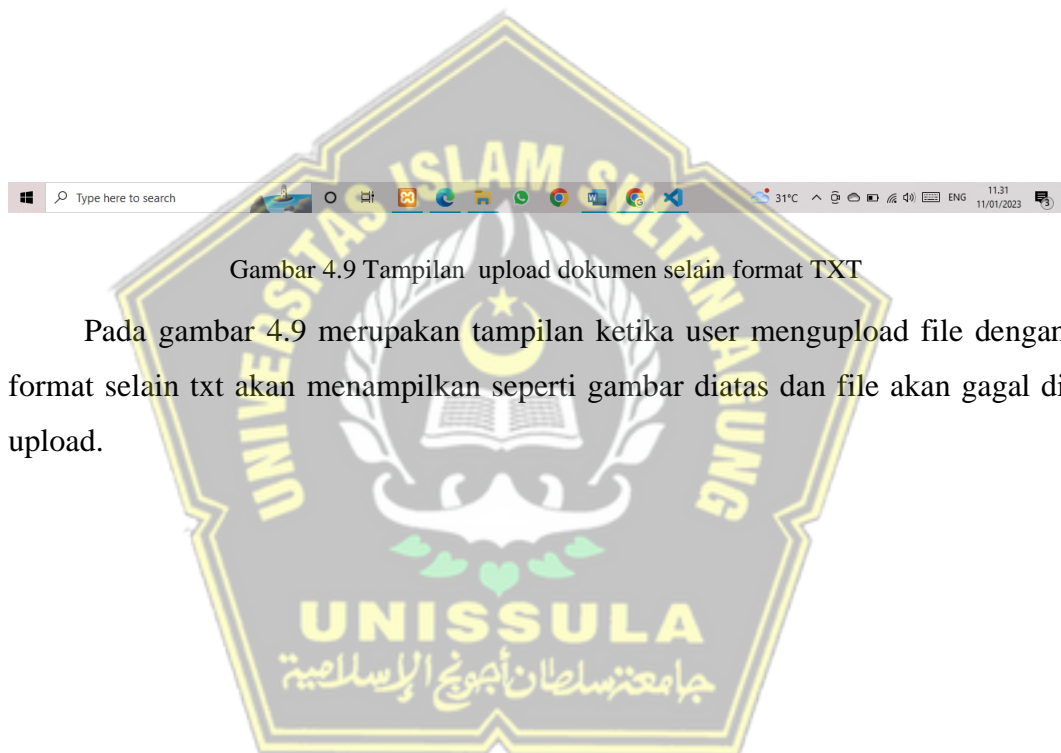 Type here to search
31°C ENG 11.31
11/01/2023
3
Gambar 4.9 Tampilan upload dokumen selain format TXT
Pada gambar 4.9 merupakan tampilan ketika user mengupload file dengan
format selain txt akan menampilkan seperti gambar diatas dan file akan gagal di
upload.
UNIVERSITAS ISLAM SULTAN AGUNG
UNISSULA
جامعة سلطان أجونج الإسلامية